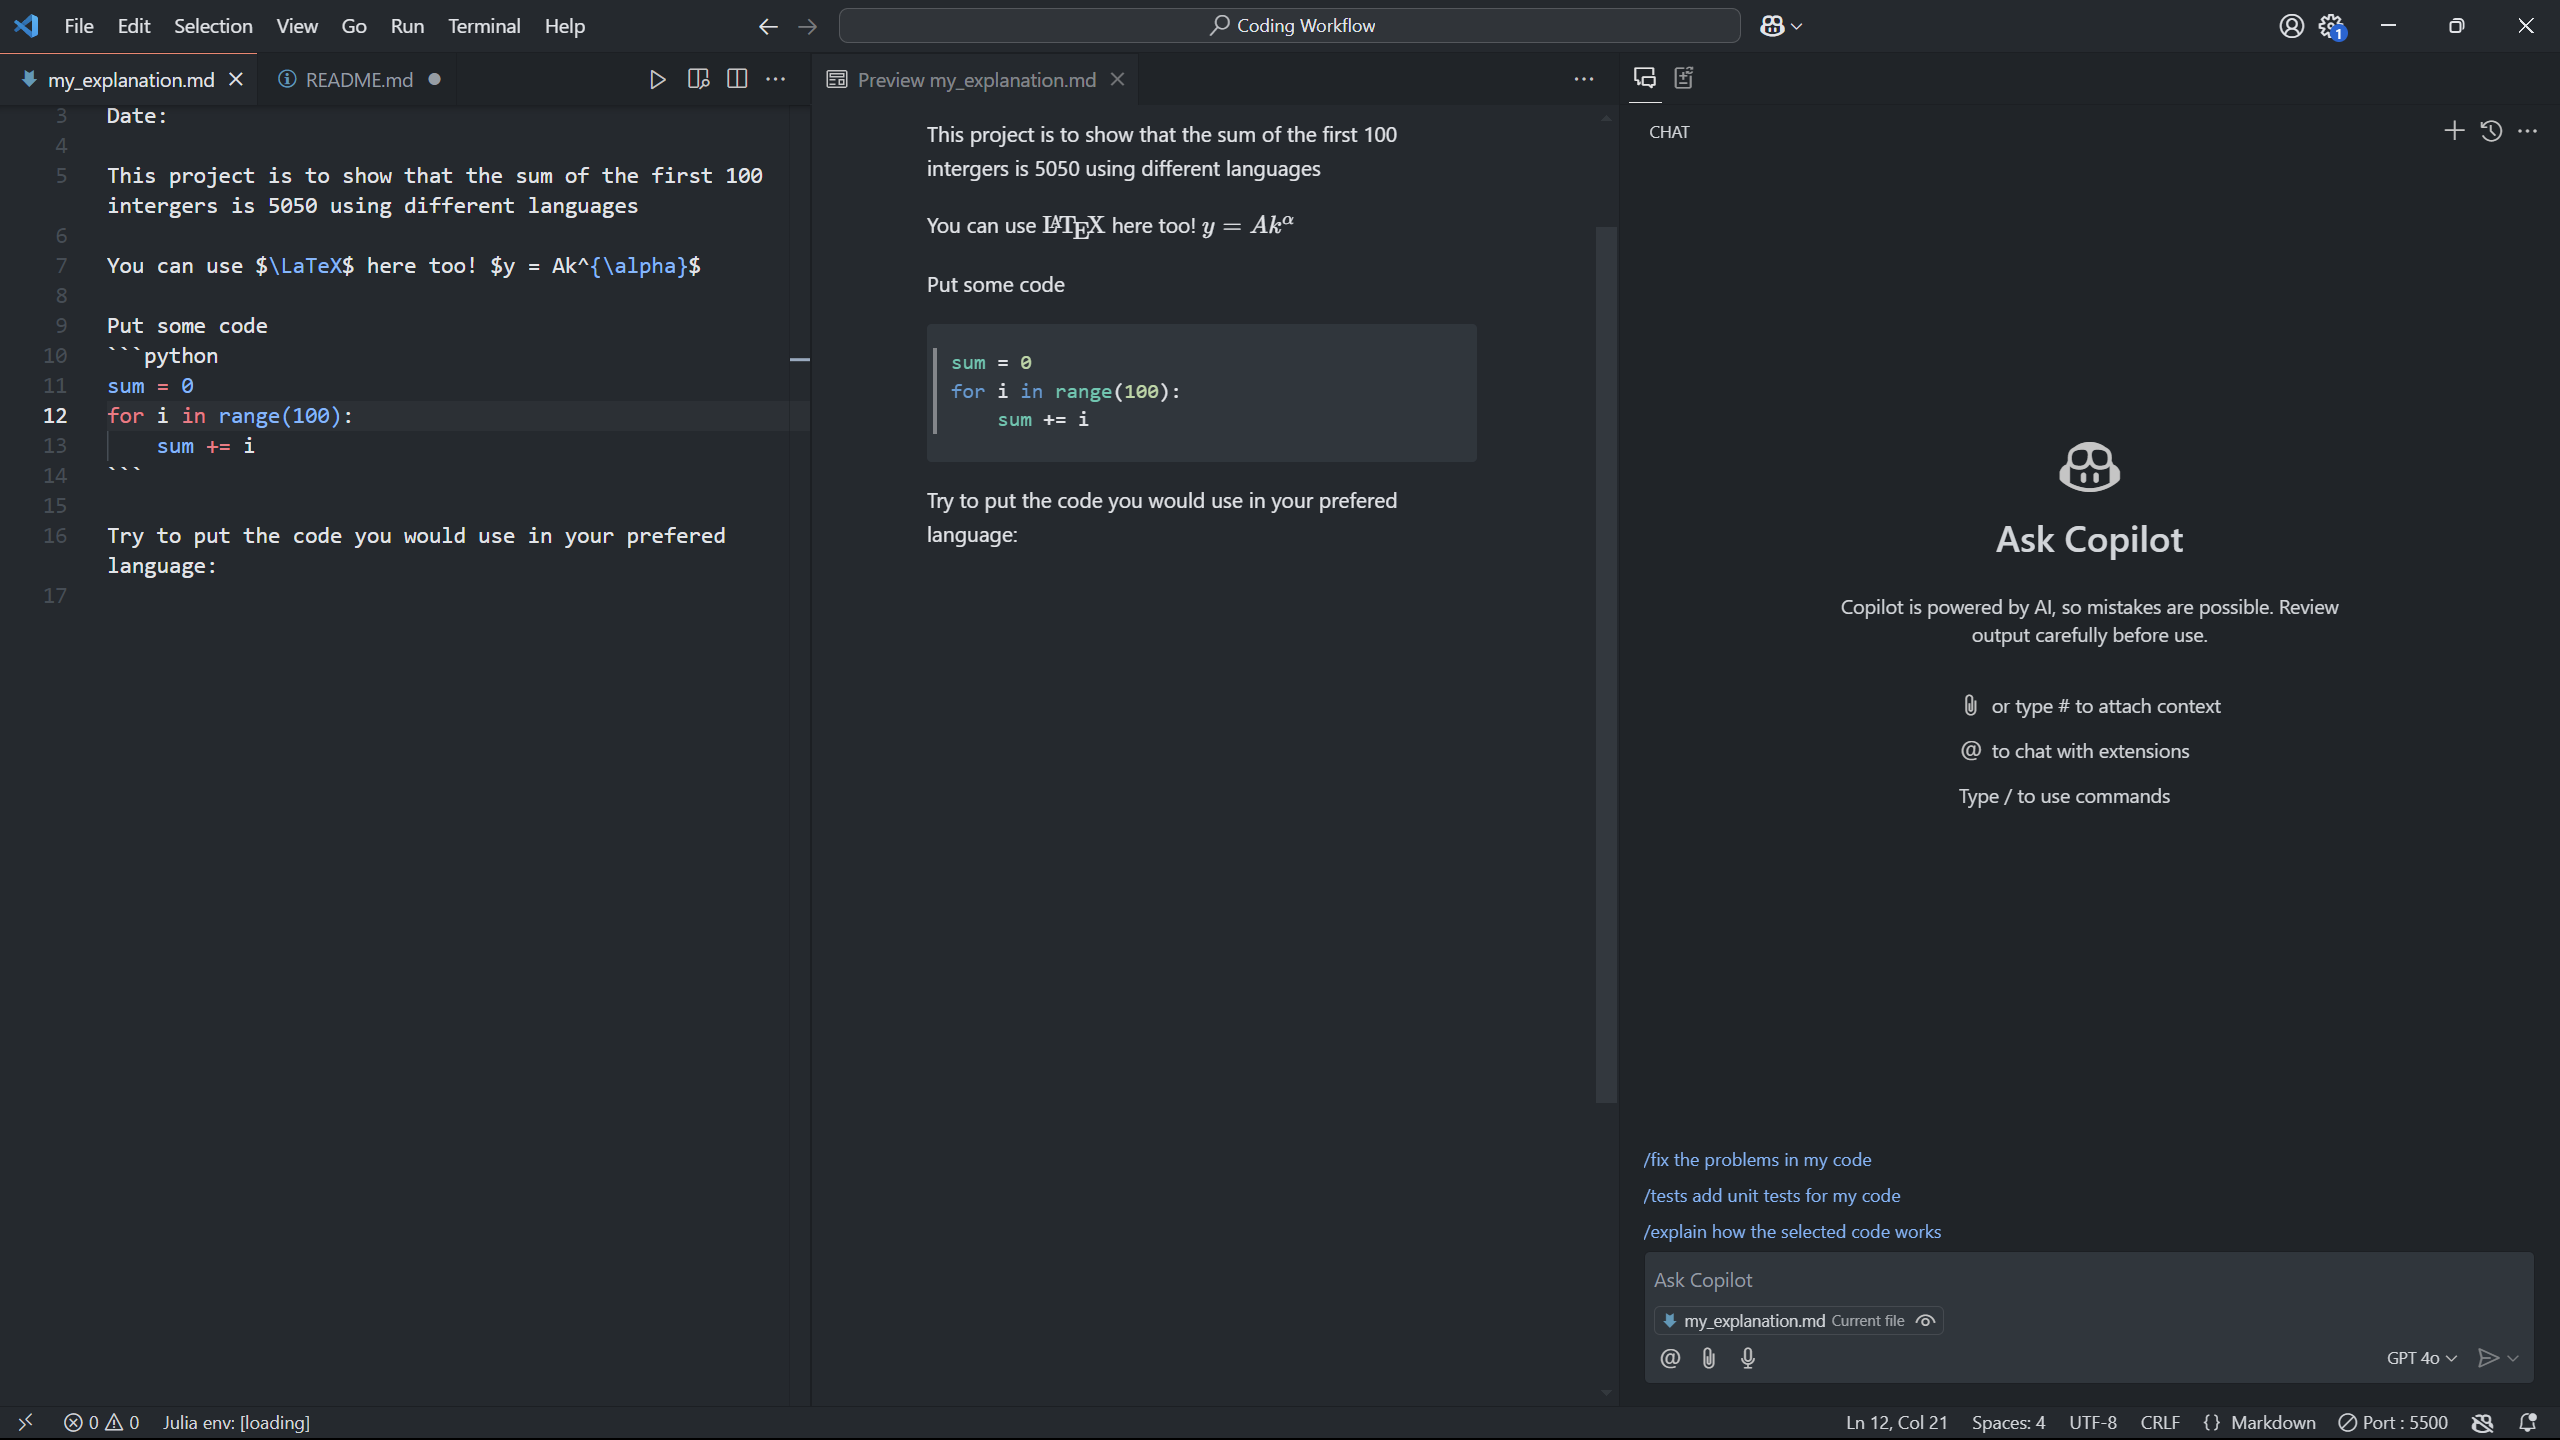 File Edit Selection View Go Run Terminal Help
Coding Workflow
1
my_explanation.md
README.md
Preview my_explanation.md
3 Date:
4
5 This project is to show that the sum of the first 100
intergers is 5050 using different languages
6
7 You can use $\LaTeX$ here too! $y = Ak^{\alpha}$
8
9 Put some code
10 ```python
11 sum = 0
12 for i in range(100):
13 sum += i
14 ```
15
16 Try to put the code you would use in your prefered
language:
17
This project is to show that the sum of the first 100
intergers is 5050 using different languages
You can use LATEX here too! y = Ak^α
Put some code
sum = 0
for i in range(100):
sum += i
Try to put the code you would use in your prefered
language:
CHAT
Ask Copilot
Copilot is powered by AI, so mistakes are possible. Review
output carefully before use.
or type # to attach context
@ to chat with extensions
Type / to use commands
/fix the problems in my code
/tests add unit tests for my code
/explain how the selected code works
Ask Copilot
my_explanation.md Current file
@ GPT 4o
0 0 Julia env: [loading]
Ln 12, Col 21 Spaces: 4 UTF-8 CRLF {} Markdown Port : 5500